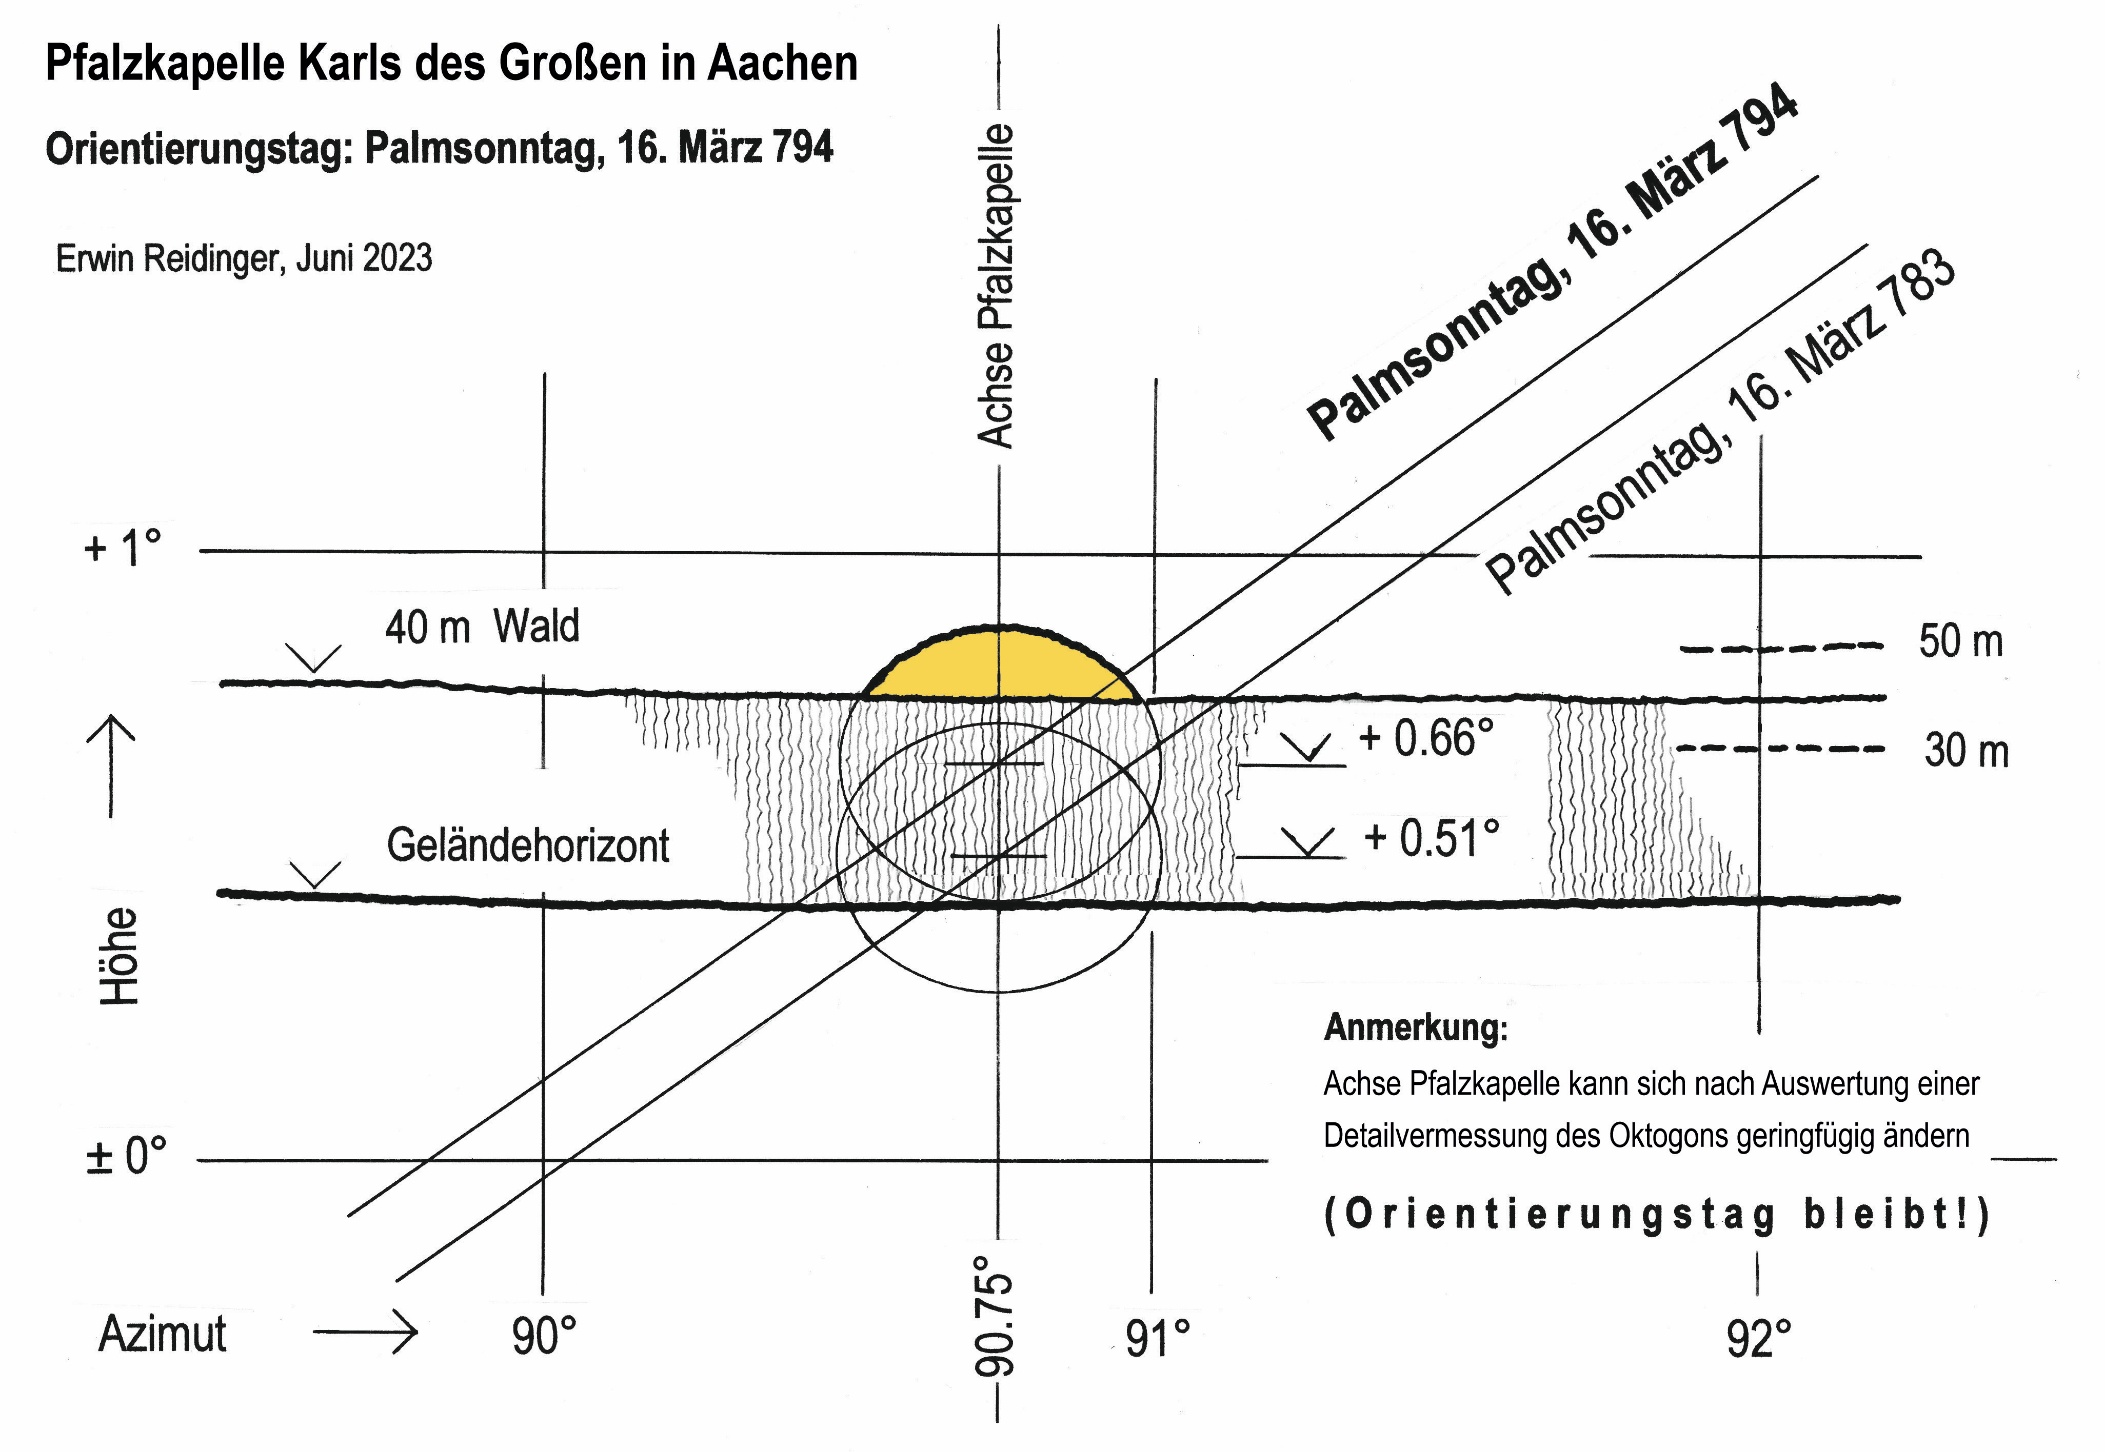 Pfalzkapelle Karls des Großen in Aachen
Orientierungstag: Palmsonntag, 16. März 794
Erwin Reidinger, Juni 2023
Achse Pfalzkapelle
Palmsonntag, 16. März 794
Palmsonntag, 16. März 783
+ 1°
40 m Wald
50 m
+ 0.66°
30 m
+ 0.51°
Geländehorizont
Höhe
Anmerkung:
Achse Pfalzkapelle kann sich nach Auswertung einer
Detailvermessung des Oktogons geringfügig ändern
± 0°
(Orientierungstag bleibt!)
Azimut
90°
90.75°
91°
92°